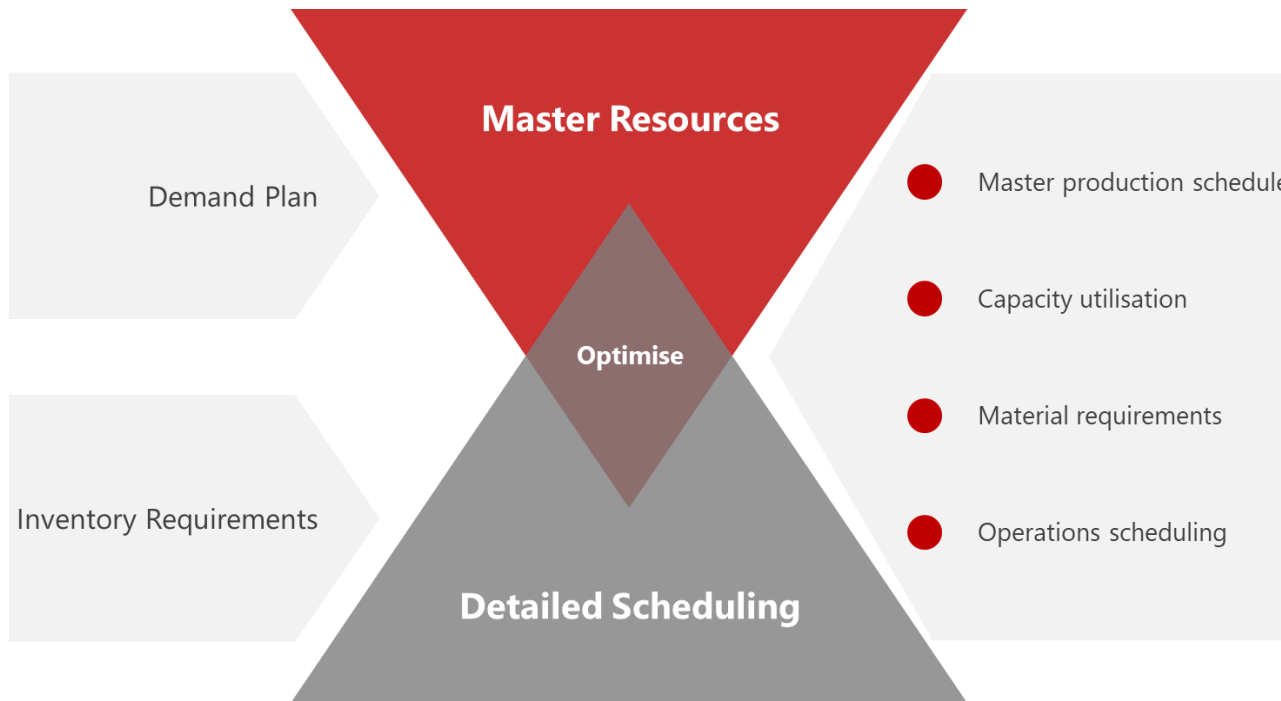 Master Resources
Demand Plan
Optimise
Inventory Requirements
Detailed Scheduling
Master production schedule
Capacity utilisation
Material requirements
Operations scheduling